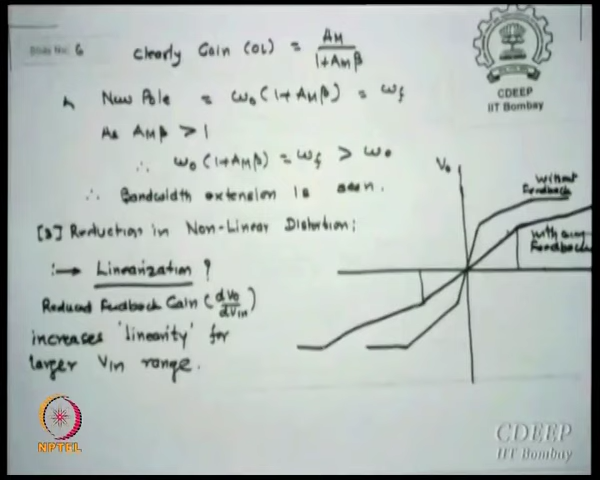 Slide No: 6
Clearly Gain (OL) = AM / 1+AMβ
New Pole = ω₀(1+AMβ) = ωf
As AMβ > 1
∴ ω₀(1+AMβ) = ωf > ω₀
∴ Bandwidth extension is seen.
[3] Reduction in Non-Linear Distortion:
:→ Linearization ?
Reduced Feedback Gain (dVo/dVin)
increases 'linearity' for
larger VIN range.
Vo
without
Feedback
with
Feedback
CDEEP
IIT Bombay
NPTEL
CDEEP
IIT Bombay